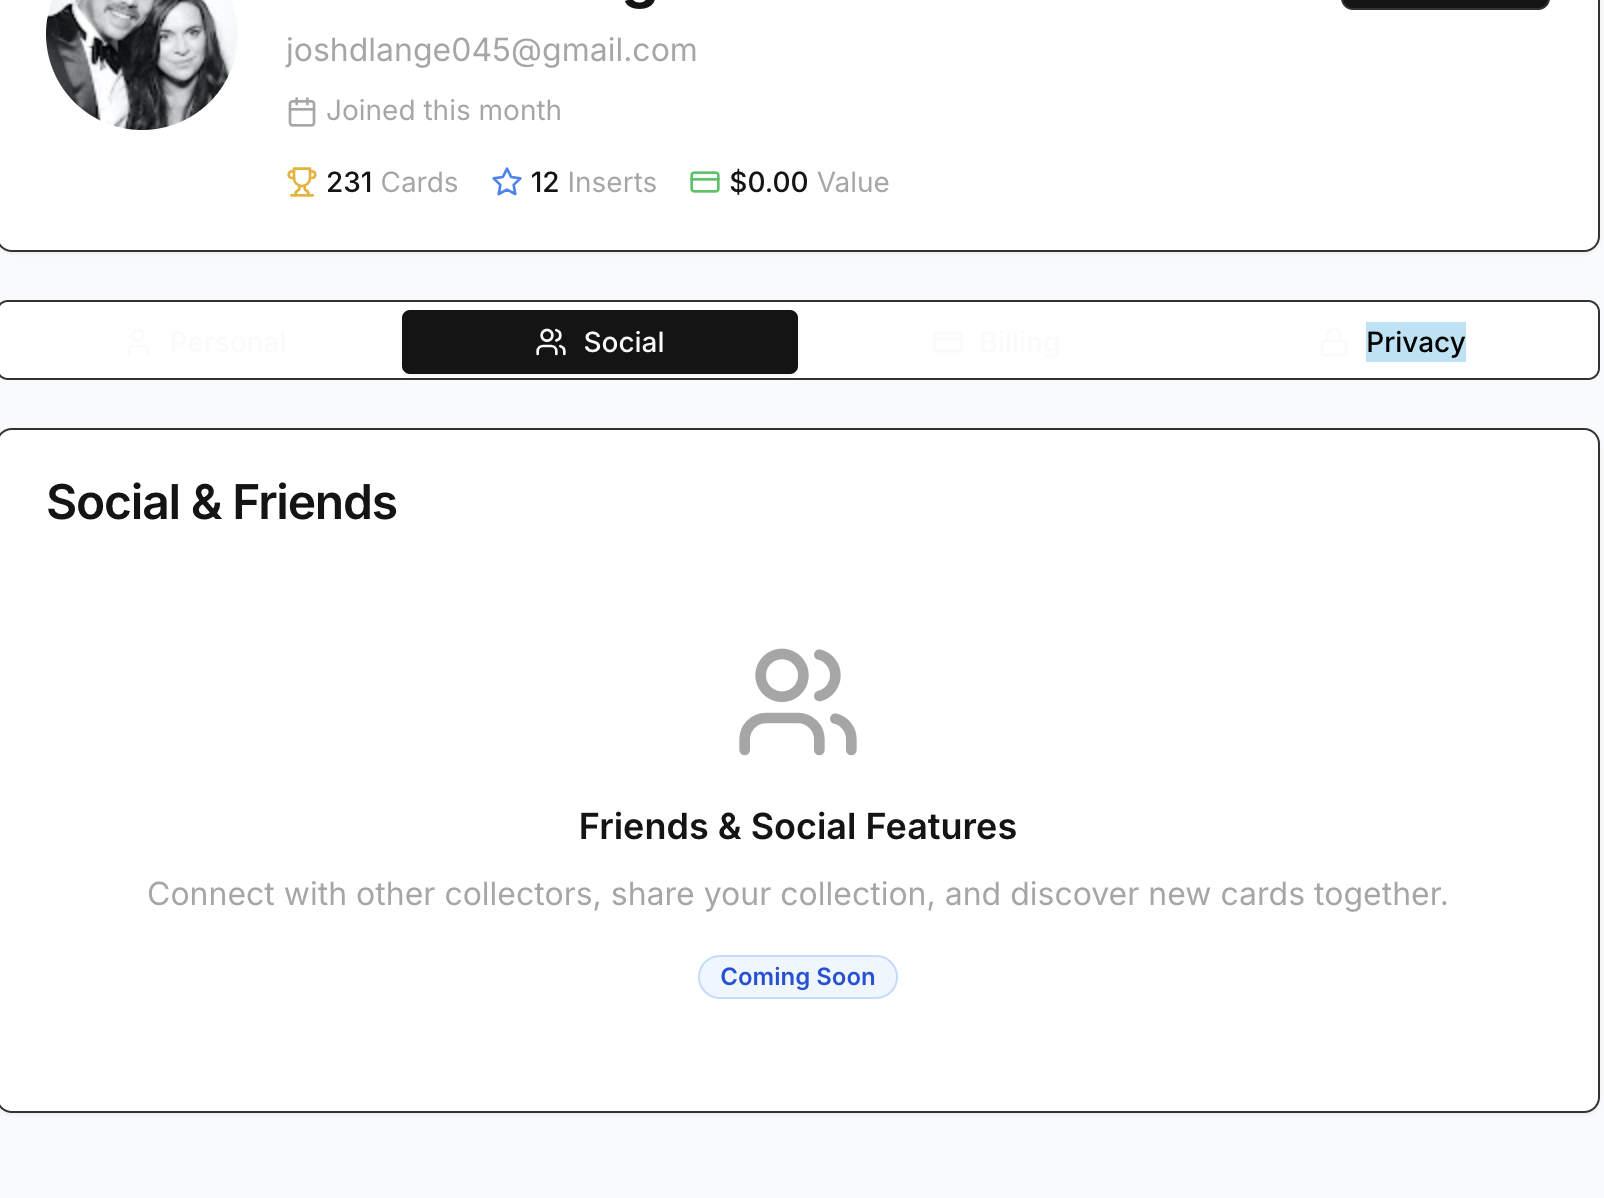 joshdlange045@gmail.com
Joined this month
231 Cards 12 Inserts $0.00 Value
Personal Social Billing Privacy
Social & Friends
Friends & Social Features
Connect with other collectors, share your collection, and discover new cards together.
Coming Soon